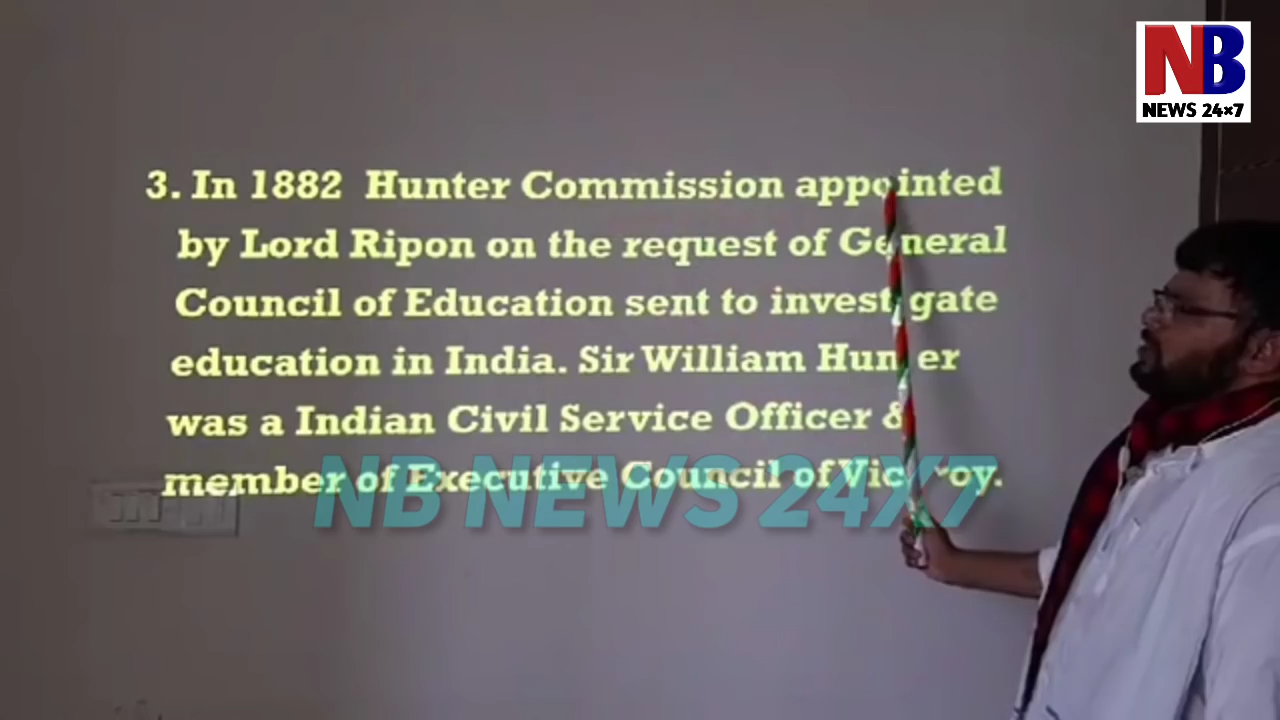 NB
NEWS 24×7
3. In 1882 Hunter Commission appointed
by Lord Ripon on the request of General
Council of Education sent to investigate
education in India. Sir William Hunter
was a Indian Civil Service Officer &
member of Executive Council of Viceroy.
NB NEWS 24X7